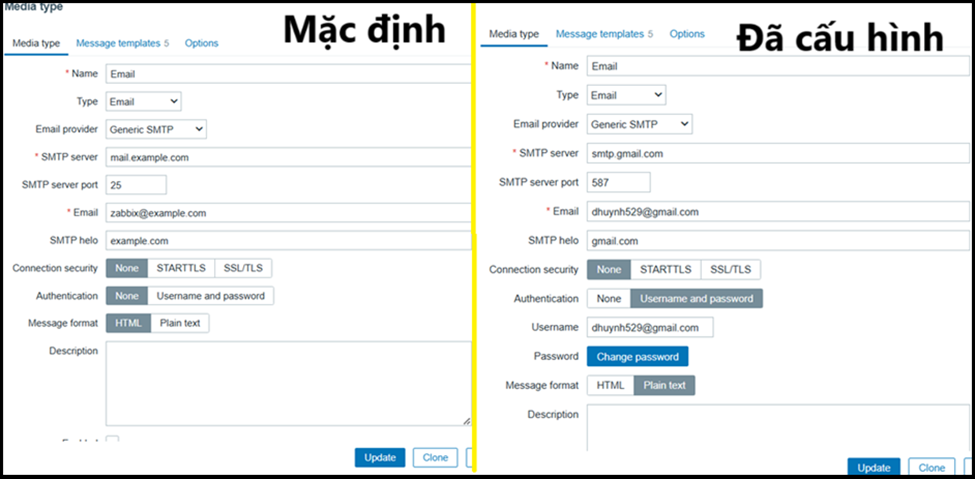 Media type
Mặc định
Media type Message templates 5 Options
* Name Email
Type Email
Email provider Generic SMTP
* SMTP server mail.example.com
SMTP server port 25
* Email zabbix@example.com
SMTP helo example.com
Connection security None STARTTLS SSL/TLS
Authentication None Username and password
Message format HTML Plain text
Description
Update Clone
Đã cấu hình
Media type Message templates 5 Options
* Name Email
Type Email
Email provider Generic SMTP
* SMTP server smtp.gmail.com
SMTP server port 587
* Email dhuynh529@gmail.com
SMTP helo gmail.com
Connection security None STARTTLS SSL/TLS
Authentication None Username and password
Username dhuynh529@gmail.com
Password Change password
Message format HTML Plain text
Description
Update Clone